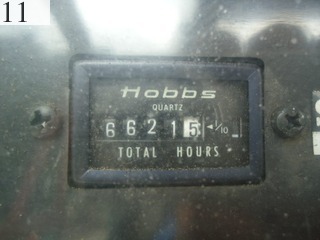 11
Hobbs
QUARTZ
66215 1/10
TOTAL HOURS
S